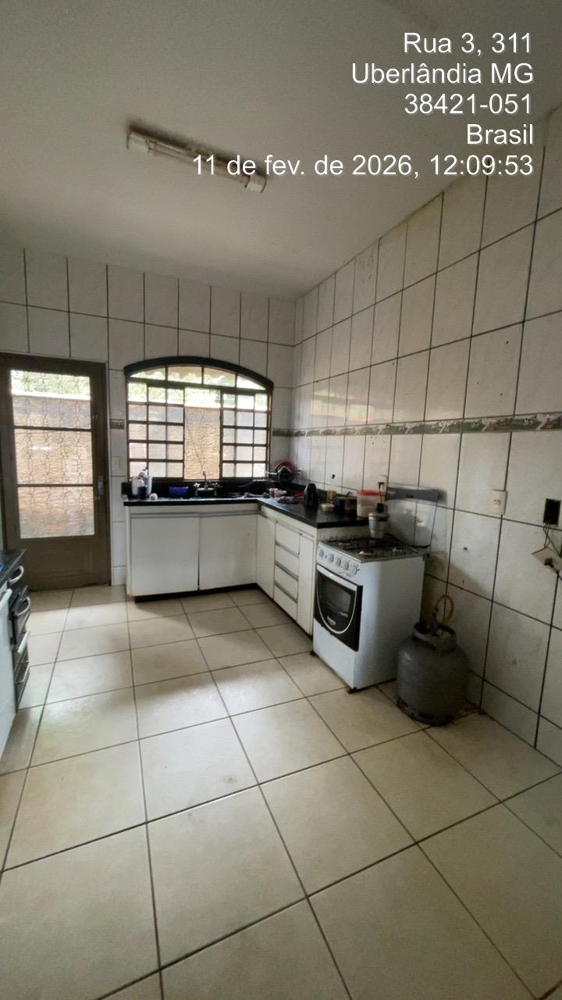 Rua 3, 311
Uberlândia MG
38421-051
Brasil
11 de fev. de 2026, 12:09:53